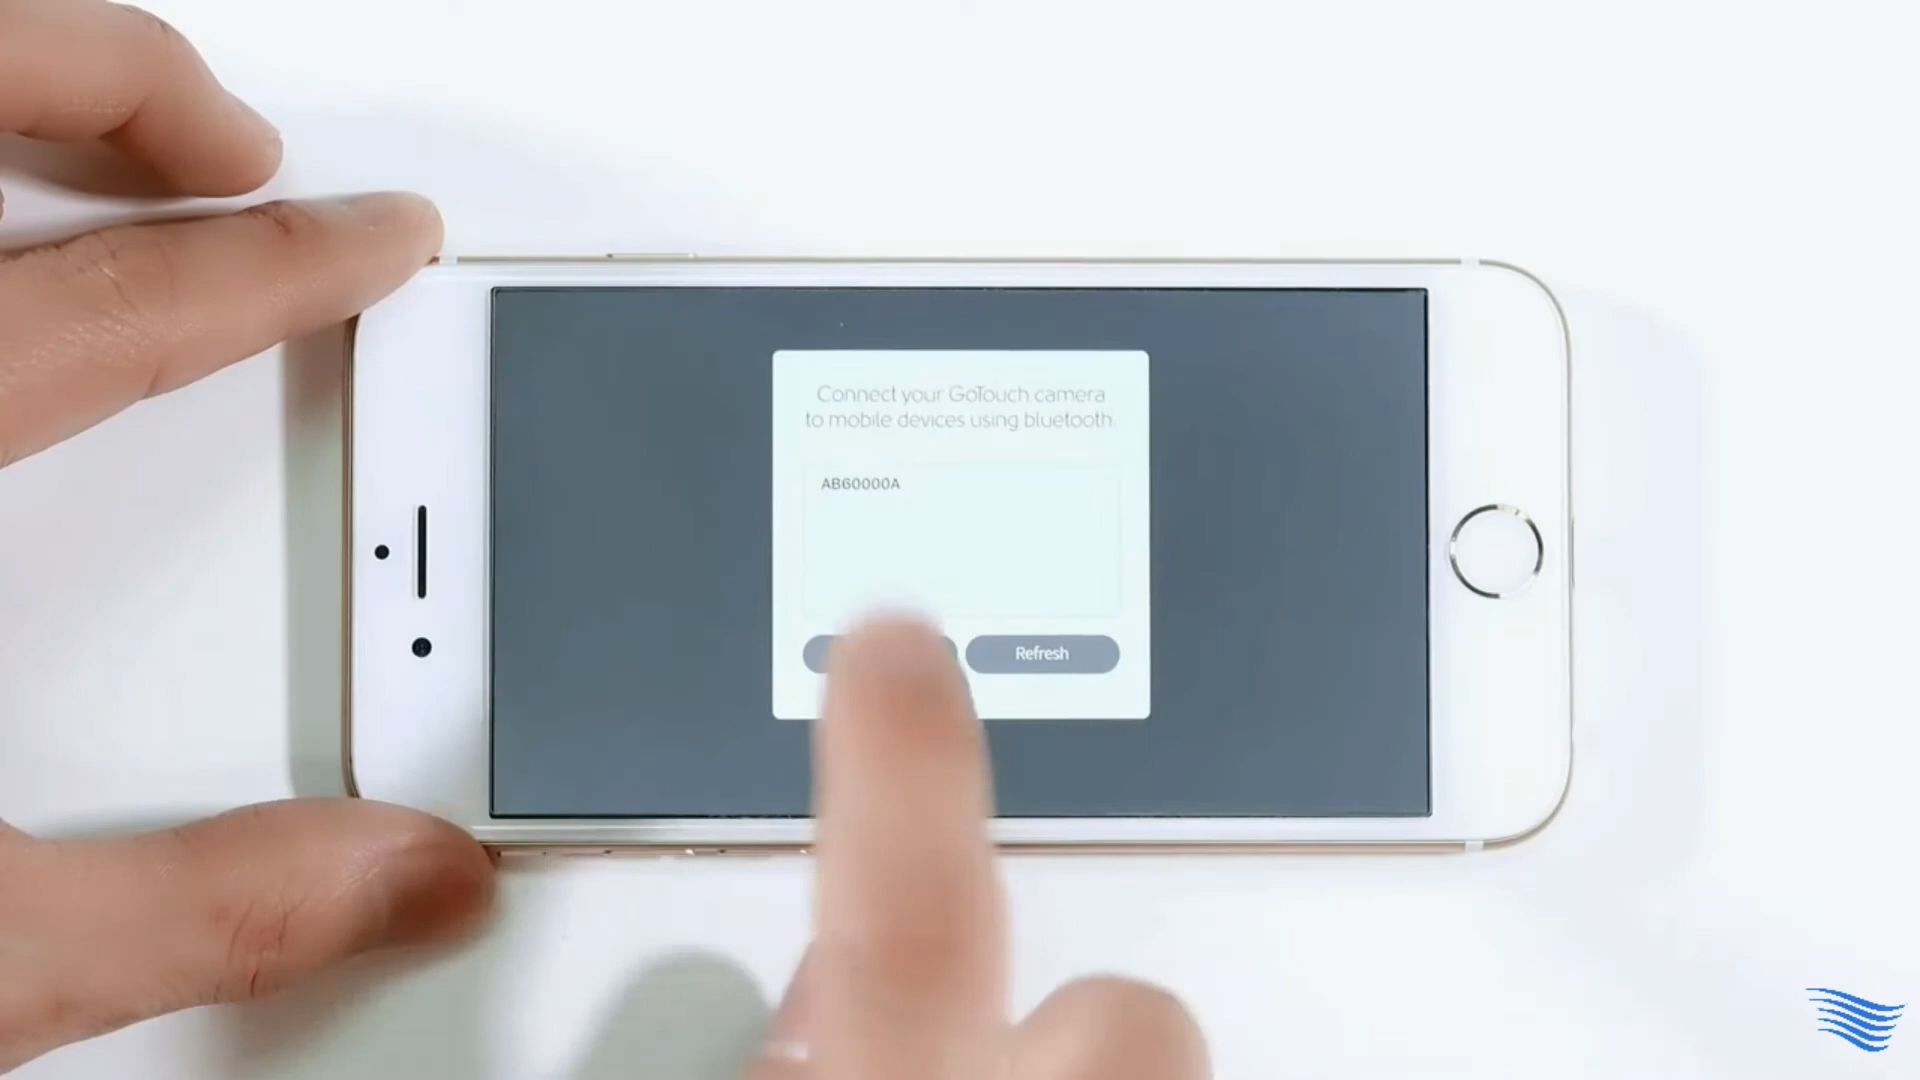 Connect your GoTouch camera
to mobile devices using bluetooth.
AB60000A
Refresh